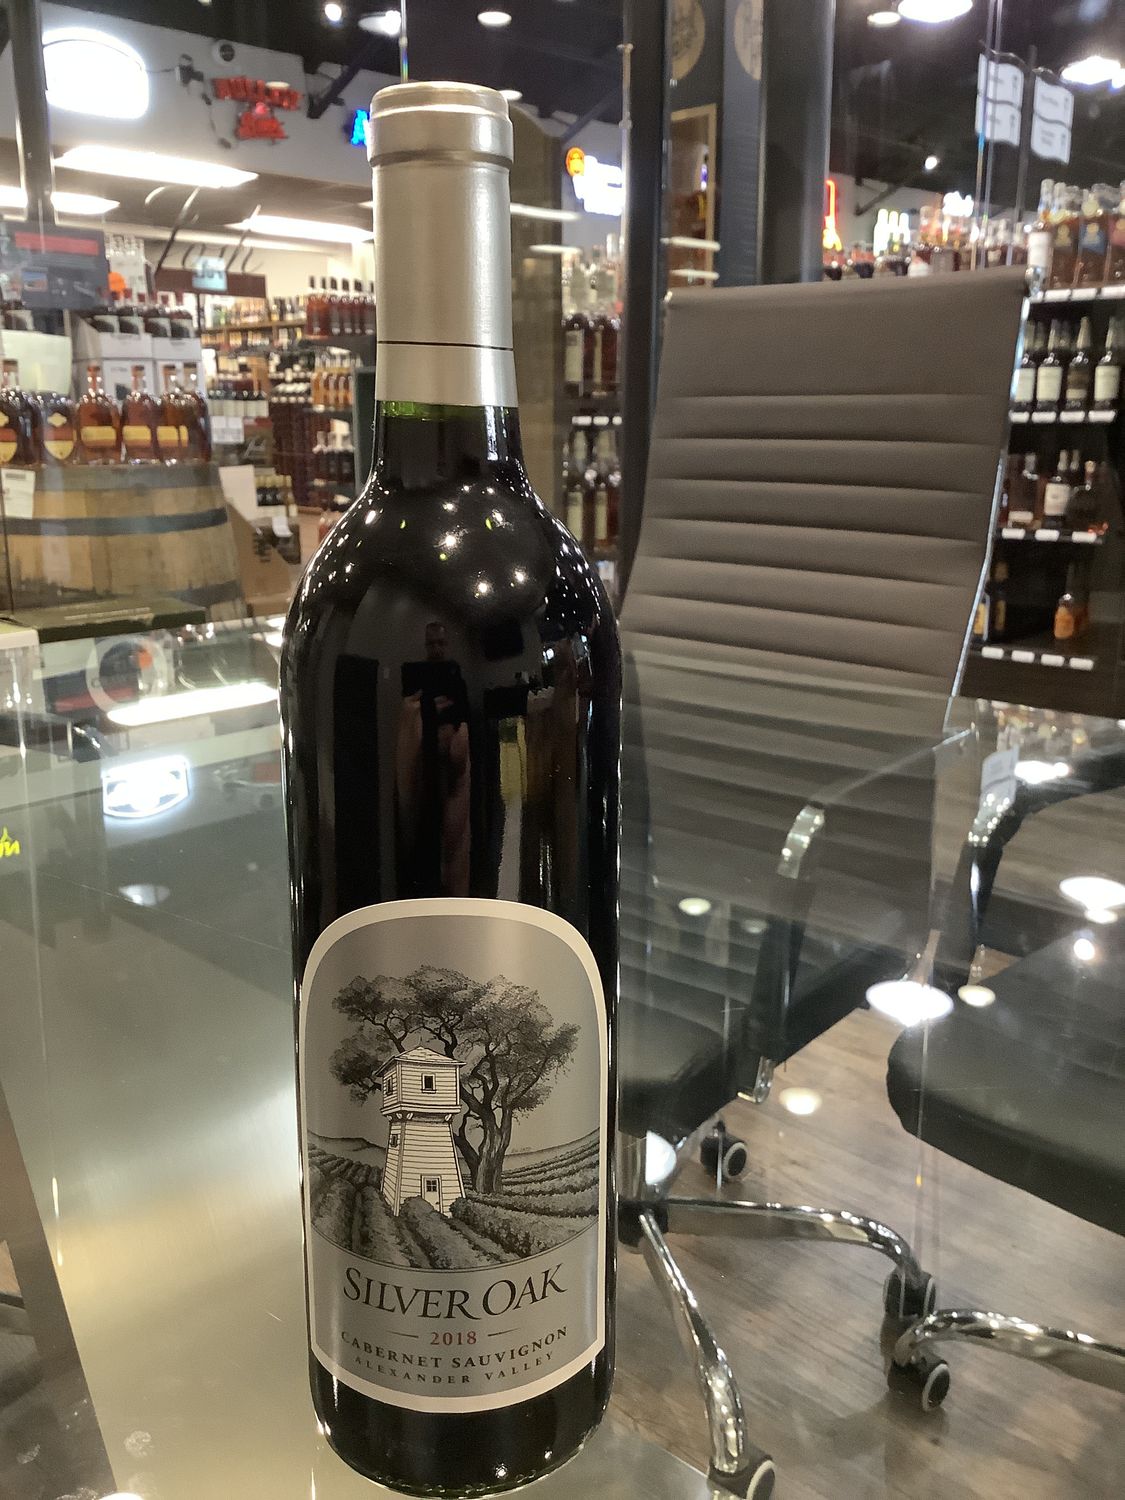 SILVER OAK
2018
CABERNET SAUVIGNON
ALEXANDER VALLEY